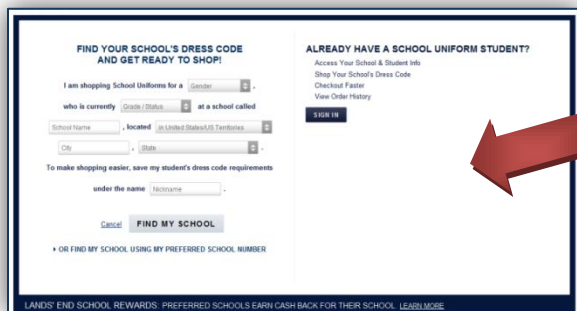 FIND YOUR SCHOOL'S DRESS CODE
AND GET READY TO SHOP!
I am shopping School Uniforms for a Gender ,
who is currently Grade / Status at a school called
School Name , located in United States/US Territories
City , State .
To make shopping easier, save my student's dress code requirements
under the name Nickname .
Cancel FIND MY SCHOOL
OR FIND MY SCHOOL USING MY PREFERRED SCHOOL NUMBER
ALREADY HAVE A SCHOOL UNIFORM STUDENT?
Access Your School & Student Info
Shop Your School's Dress Code
Checkout Faster
View Order History
SIGN IN
LANDS' END SCHOOL REWARDS: PREFERRED SCHOOLS EARN CASH BACK FOR THEIR SCHOOL. LEARN MORE